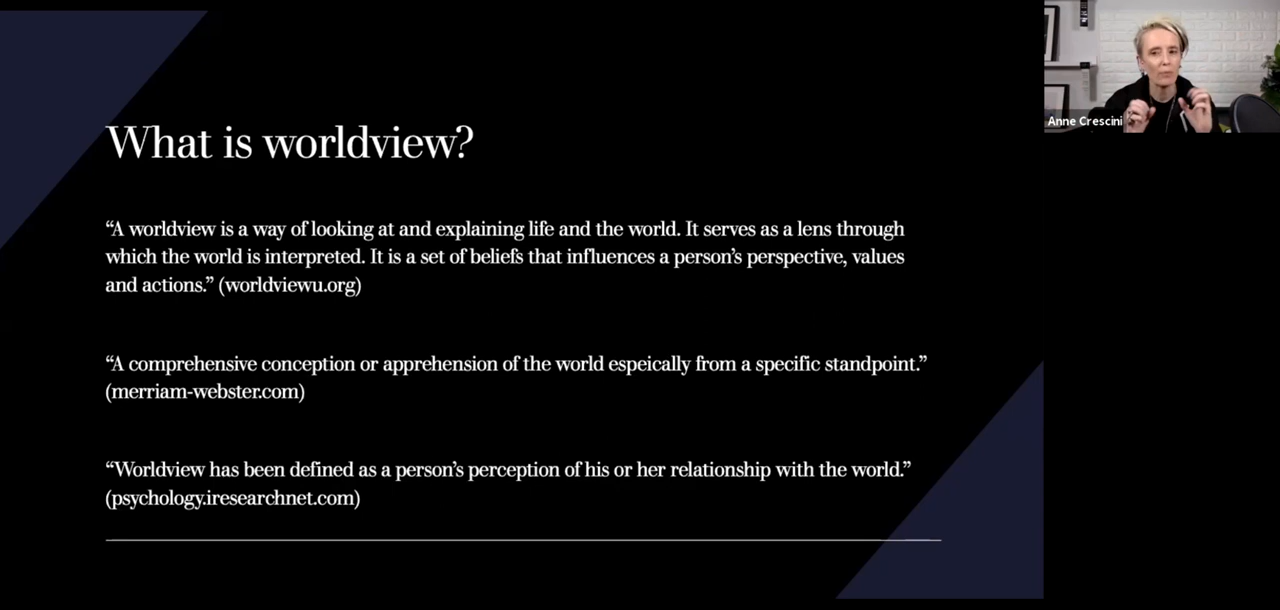 What is worldview?
“A worldview is a way of looking at and explaining life and the world. It serves as a lens through
which the world is interpreted. It is a set of beliefs that influences a person’s perspective, values
and actions.” (worldviewu.org)
“A comprehensive conception or apprehension of the world espeically from a specific standpoint.”
(merriam-webster.com)
“Worldview has been defined as a person’s perception of his or her relationship with the world.”
(psychology.iresearchnet.com)
Anne Crescini